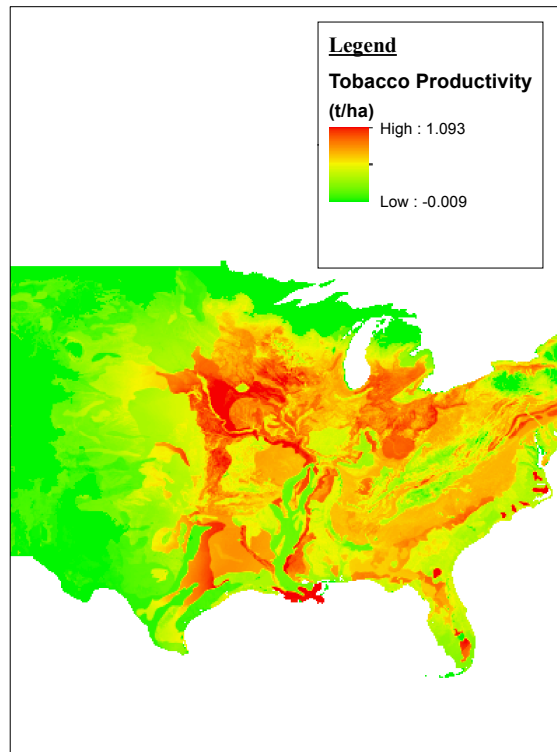 Legend
Tobacco Productivity
(t/ha)
High : 1.093
Low : -0.009